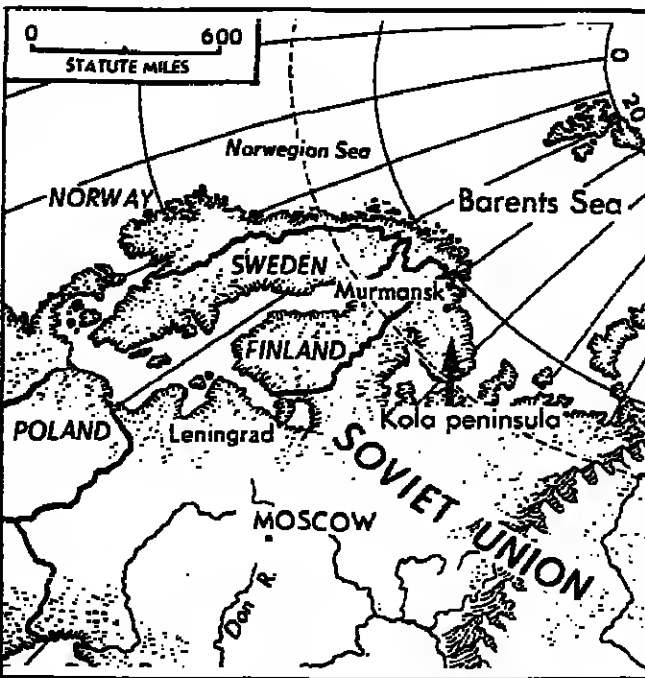 0 600
STATUTE MILES
0
20
Norwegian Sea
NORWAY
Barents Sea
SWEDEN
Murmansk
FINLAND
POLAND
Leningrad
Kola peninsula
SOVIET UNION
MOSCOW
Don R.